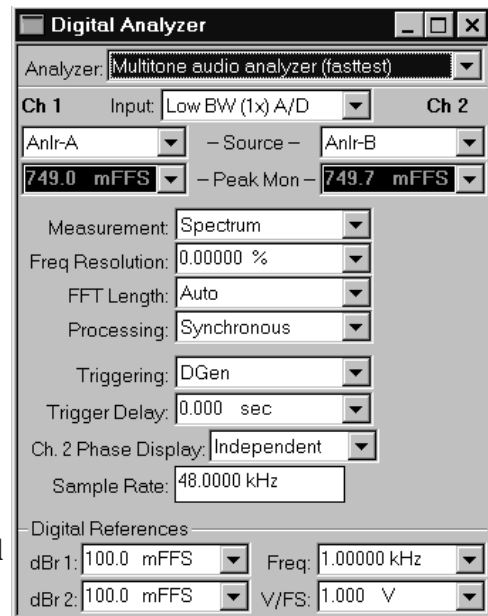 Digital Analyzer
Analyzer: Multitone audio analyzer (fasttest)
Ch 1 Input: Low BW (1x) A/D Ch 2
Anlr-A – Source – Anlr-B
749.0 mFFS – Peak Mon – 749.7 mFFS
Measurement: Spectrum
Freq Resolution: 0.00000 %
FFT Length: Auto
Processing: Synchronous
Triggering: DGen
Trigger Delay: 0.000 sec
Ch. 2 Phase Display: Independent
Sample Rate: 48.0000 kHz
Digital References
dBr 1: 100.0 mFFS Freq: 1.00000 kHz
dBr 2: 100.0 mFFS V/FS: 1.000 V